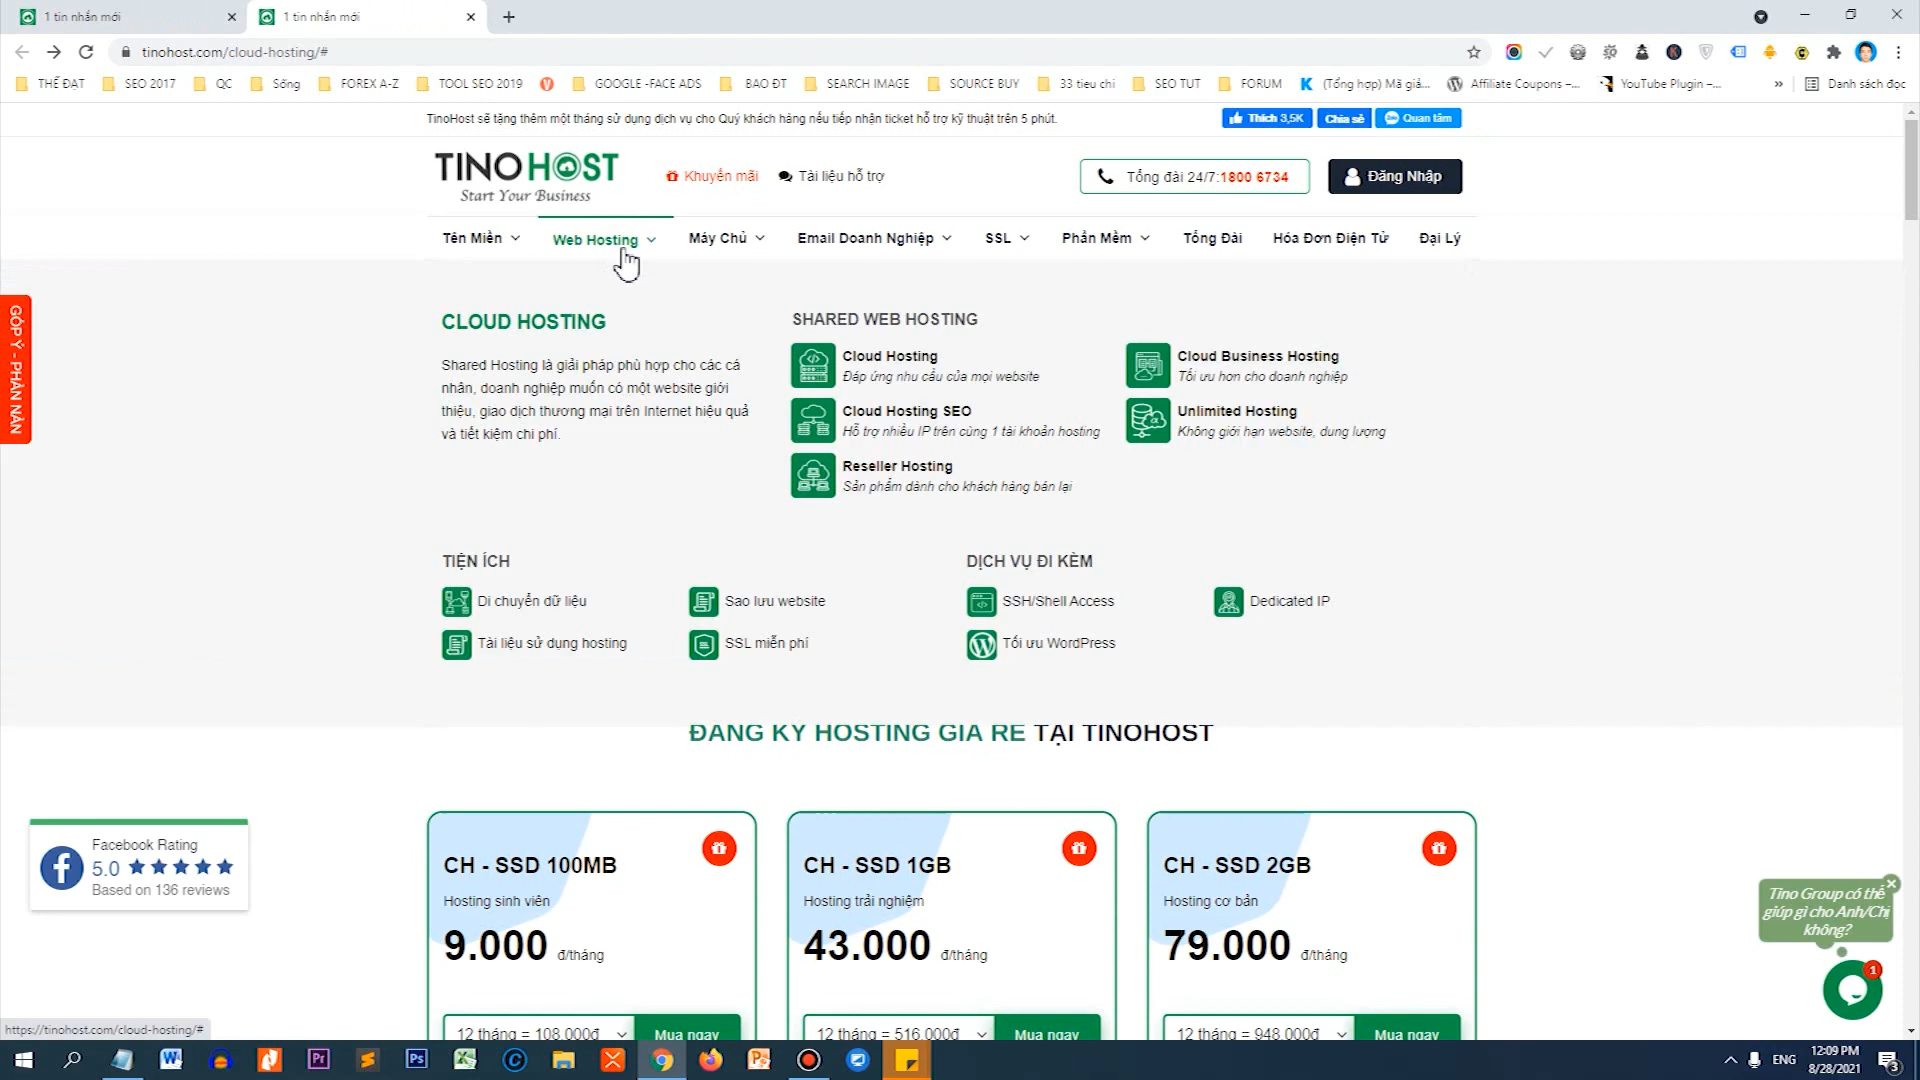 1 tin nhắn mới
1 tin nhắn mới
tinohost.com/cloud-hosting/#
THẾ ĐẠT
SEO 2017
QC
Sống
FOREX A-Z
TOOL SEO 2019
GOOGLE -FACE ADS
BAO ĐT
SEARCH IMAGE
SOURCE BUY
33 tieu chi
SEO TUT
FORUM
(Tổng hợp) Mã giả...
Affiliate Coupons –...
YouTube Plugin –...
»
Danh sách đọc
TinoHost sẽ tặng thêm một tháng sử dụng dịch vụ cho Quý khách hàng nếu tiếp nhận ticket hỗ trợ kỹ thuật trên 5 phút.
Thích 3,5K
Chia sẻ
Quan tâm
TINOHOST
Start Your Business
Khuyến mãi
Tài liệu hỗ trợ
Tổng đài 24/7:1800 6734
Đăng Nhập
Tên Miền
Web Hosting
Máy Chủ
Email Doanh Nghiệp
SSL
Phần Mềm
Tổng Đài
Hóa Đơn Điện Tử
Đại Lý
GÓP Ý - PHÀN NÀN
CLOUD HOSTING
Shared Hosting là giải pháp phù hợp cho các cá
nhân, doanh nghiệp muốn có một website giới
thiệu, giao dịch thương mại trên Internet hiệu quả
và tiết kiệm chi phí.
SHARED WEB HOSTING
Cloud Hosting
Đáp ứng nhu cầu của mọi website
Cloud Business Hosting
Tối ưu hơn cho doanh nghiệp
Cloud Hosting SEO
Hỗ trợ nhiều IP trên cùng 1 tài khoản hosting
Unlimited Hosting
Không giới hạn website, dung lượng
Reseller Hosting
Sản phẩm dành cho khách hàng bán lại
TIỆN ÍCH
Di chuyển dữ liệu
Sao lưu website
Tài liệu sử dụng hosting
SSL miễn phí
DỊCH VỤ ĐI KÈM
SSH/Shell Access
Dedicated IP
Tối ưu WordPress
ĐĂNG KÝ HOSTING GIÁ RẺ TẠI TINOHOST
CH - SSD 100MB
Hosting sinh viên
9.000 đ/tháng
12 tháng = 108.000đ
Mua ngay
CH - SSD 1GB
Hosting trải nghiệm
43.000 đ/tháng
12 tháng = 516.000đ
Mua ngay
CH - SSD 2GB
Hosting cơ bản
79.000 đ/tháng
12 tháng = 948.000đ
Mua ngay
Facebook Rating
5.0
Based on 136 reviews
Tino Group có thể
giúp gì cho Anh/Chị
không?
1
https://tinohost.com/cloud-hosting/#
ENG
12:09 PM
8/28/2021
3